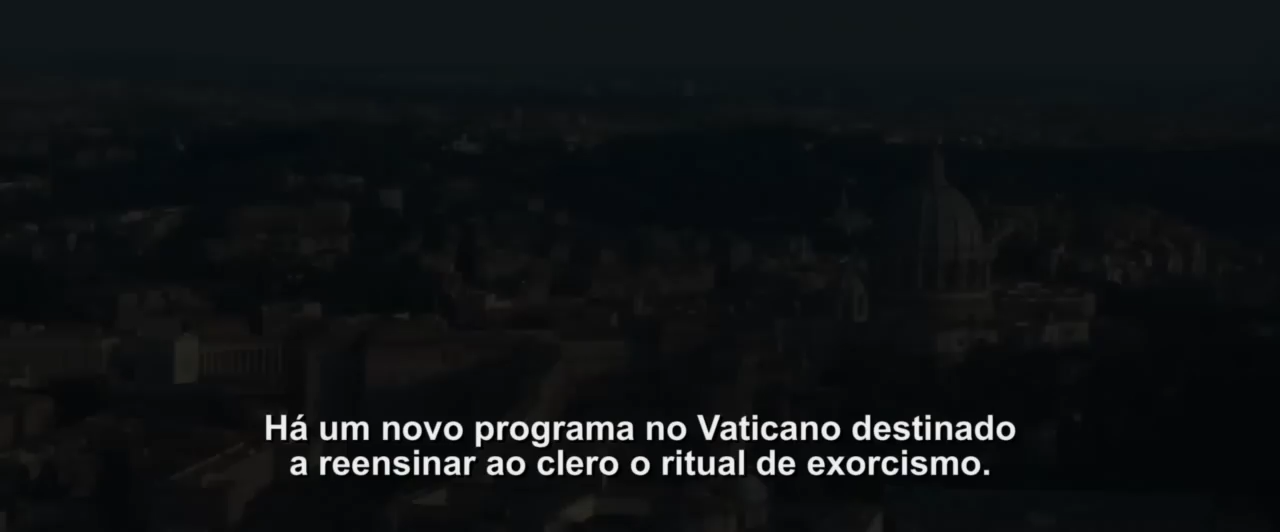 Há um novo programa no Vaticano destinado
a reensinar ao clero o ritual de exorcismo.